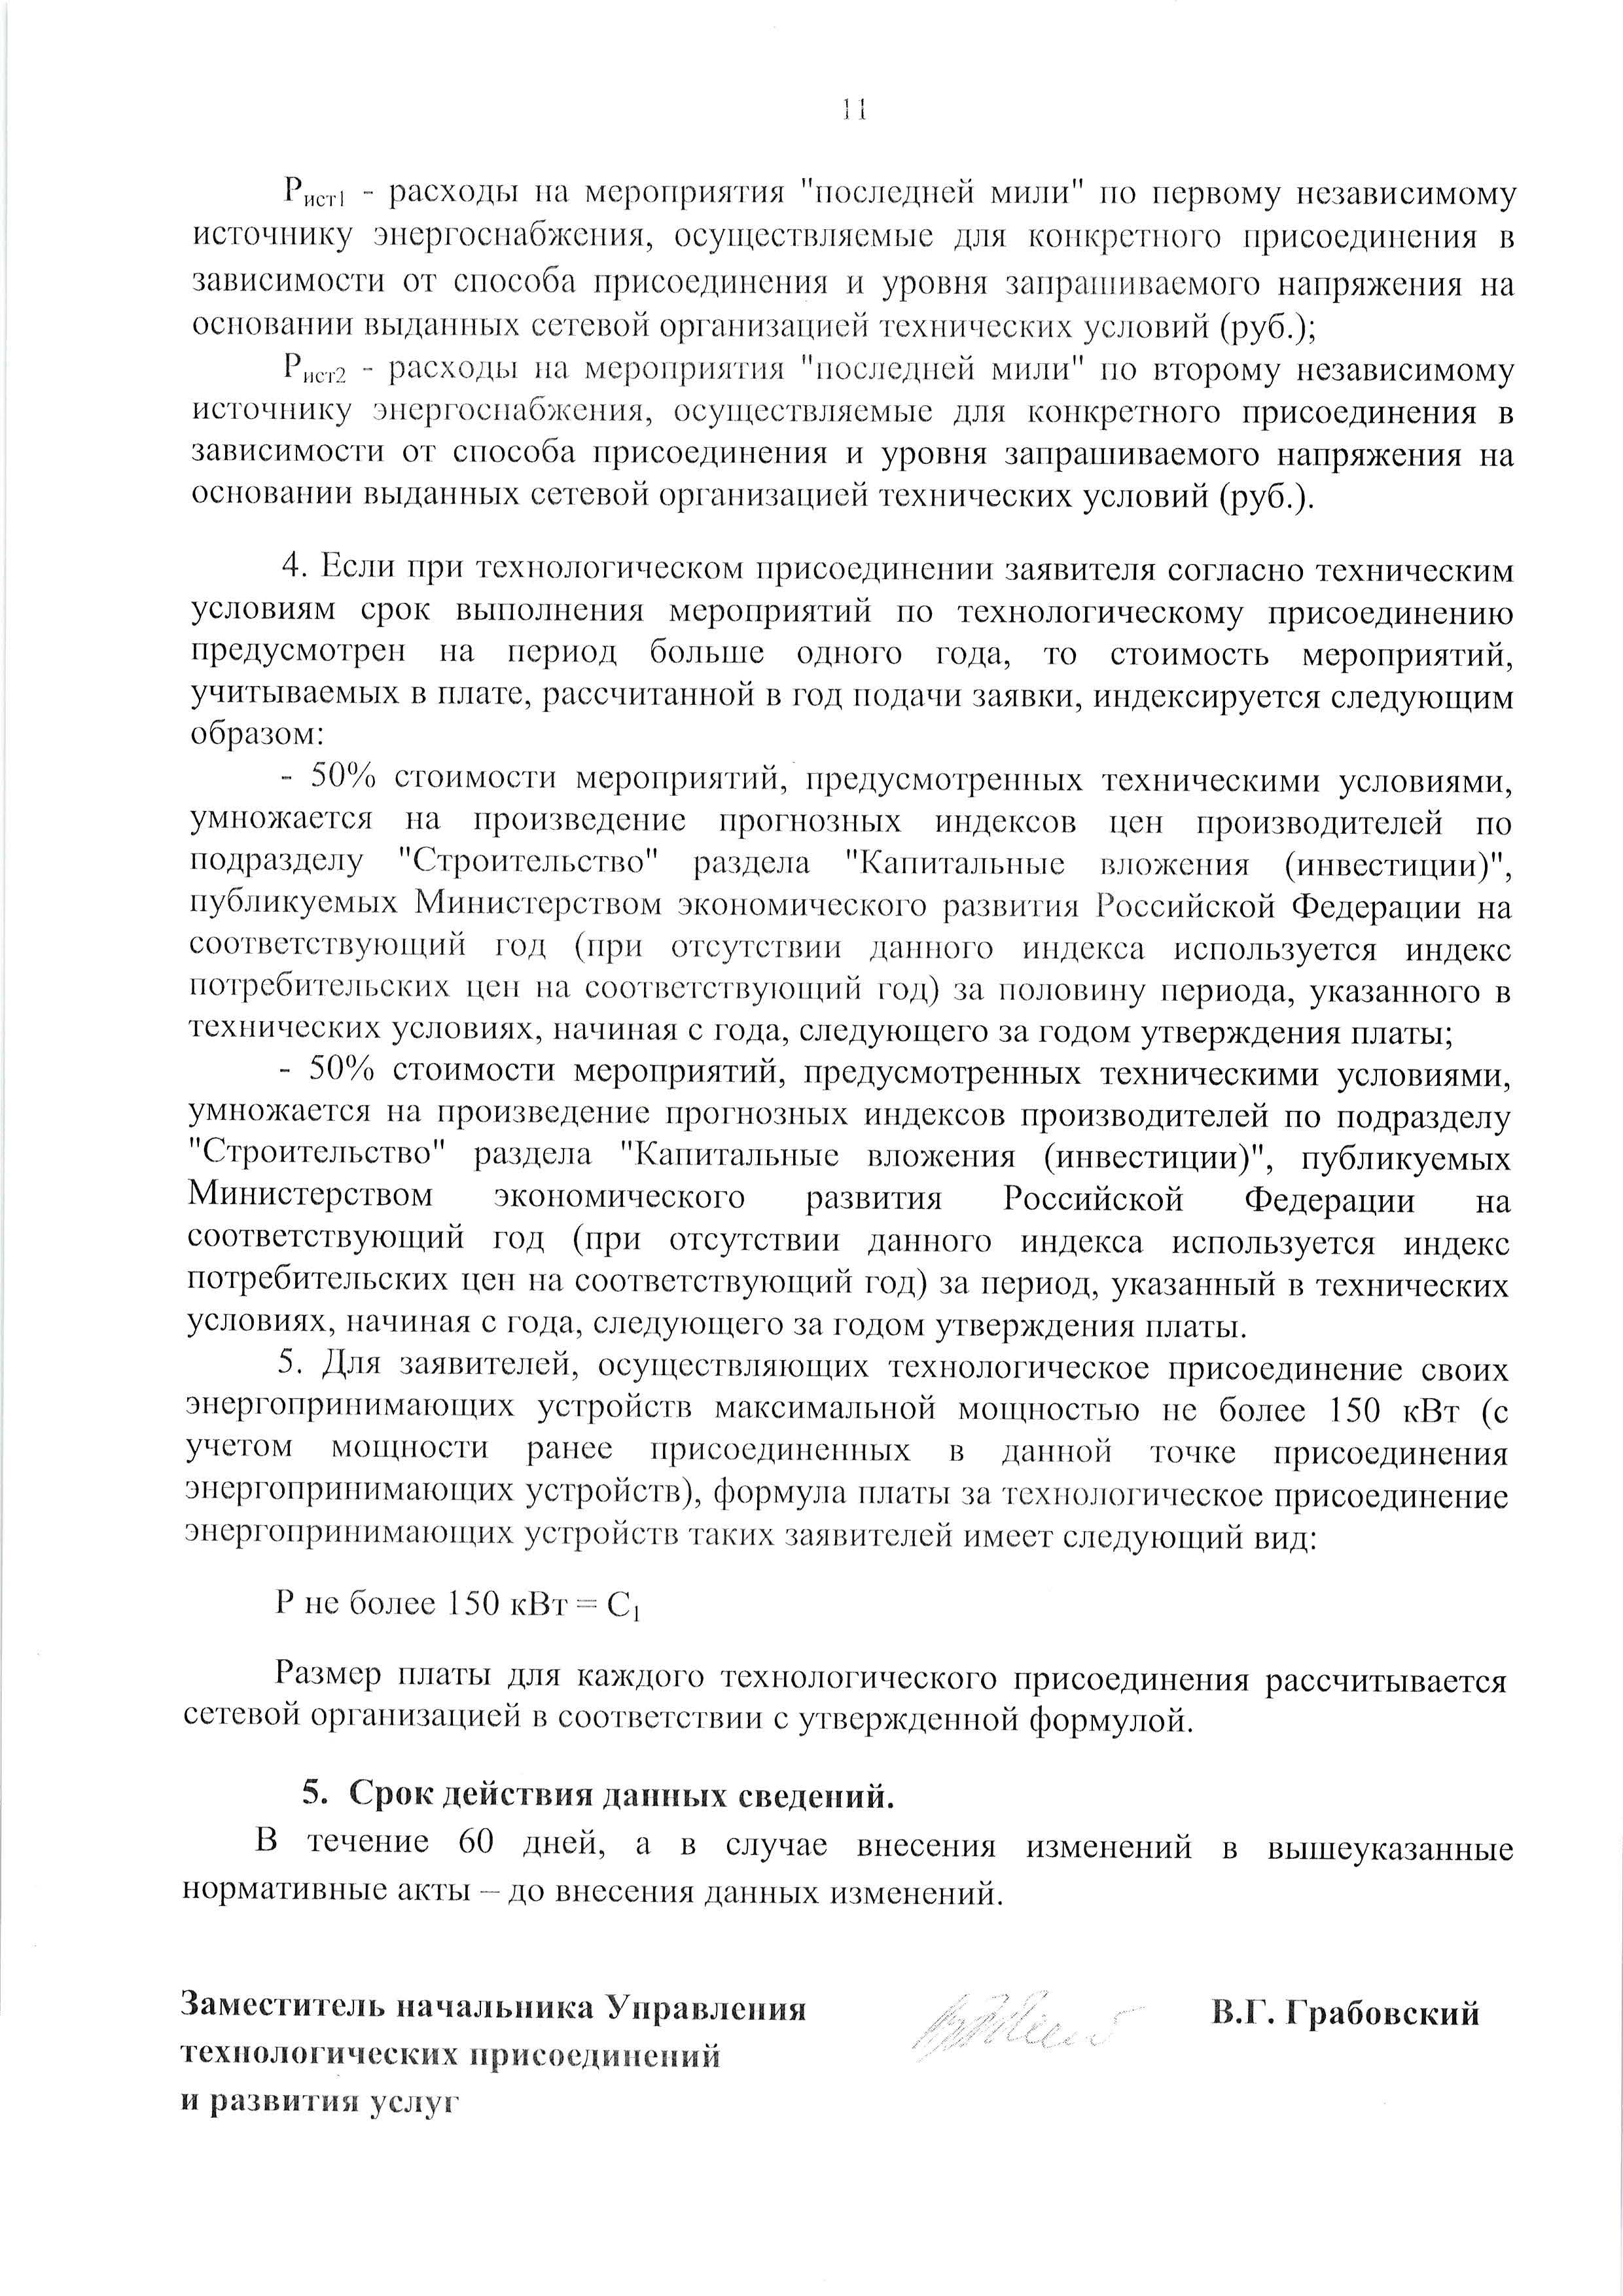 11
Рист1 - расходы на мероприятия "последней мили" по первому независимому
источнику энергоснабжения, осуществляемые для конкретного присоединения в
зависимости от способа присоединения и уровня запрашиваемого напряжения на
основании выданных сетевой организацией технических условий (руб.);
Рист2 - расходы на мероприятия "последней мили" по второму независимому
источнику энергоснабжения, осуществляемые для конкретного присоединения в
зависимости от способа присоединения и уровня запрашиваемого напряжения на
основании выданных сетевой организацией технических условий (руб.).
4. Если при технологическом присоединении заявителя согласно техническим
условиям срок выполнения мероприятий по технологическому присоединению
предусмотрен на период больше одного года, то стоимость мероприятий,
учитываемых в плате, рассчитанной в год подачи заявки, индексируется следующим
образом:
- 50% стоимости мероприятий, предусмотренных техническими условиями,
умножается на произведение прогнозных индексов цен производителей по
подразделу "Строительство" раздела "Капитальные вложения (инвестиции)",
публикуемых Министерством экономического развития Российской Федерации на
соответствующий год (при отсутствии данного индекса используется индекс
потребительских цен на соответствующий год) за половину периода, указанного в
технических условиях, начиная с года, следующего за годом утверждения платы;
- 50% стоимости мероприятий, предусмотренных техническими условиями,
умножается на произведение прогнозных индексов производителей по подразделу
"Строительство" раздела "Капитальные вложения (инвестиции)", публикуемых
Министерством экономического развития Российской Федерации на
соответствующий год (при отсутствии данного индекса используется индекс
потребительских цен на соответствующий год) за период, указанный в технических
условиях, начиная с года, следующего за годом утверждения платы.
5. Для заявителей, осуществляющих технологическое присоединение своих
энергопринимающих устройств максимальной мощностью не более 150 кВт (с
учетом мощности ранее присоединенных в данной точке присоединения
энергопринимающих устройств), формула платы за технологическое присоединение
энергопринимающих устройств таких заявителей имеет следующий вид:
Р не более 150 кВт = С1
Размер платы для каждого технологического присоединения рассчитывается
сетевой организацией в соответствии с утвержденной формулой.
5. Срок действия данных сведений.
В течение 60 дней, а в случае внесения изменений в вышеуказанные
нормативные акты – до внесения данных изменений.
Заместитель начальника Управления В.Г. Грабовский
технологических присоединений
и развития услуг